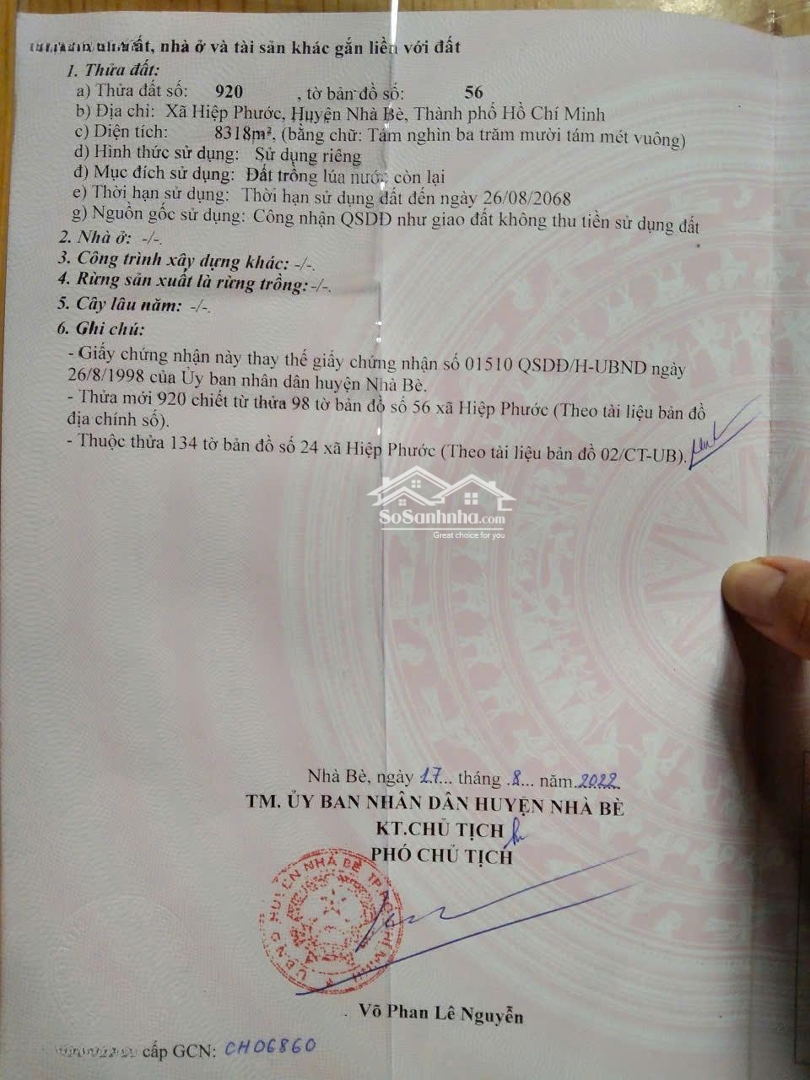 đất, nhà ở và tài sản khác gắn liền với đất
1. Thửa đất:
a) Thửa đất số: 920 , tờ bản đồ số: 56
b) Địa chỉ: Xã Hiệp Phước, Huyện Nhà Bè, Thành phố Hồ Chí Minh
c) Diện tích: 8318m², (bằng chữ: Tám nghìn ba trăm mười tám mét vuông)
d) Hình thức sử dụng: Sử dụng riêng
đ) Mục đích sử dụng: Đất trồng lúa nước còn lại
e) Thời hạn sử dụng: Thời hạn sử dụng đất đến ngày 26/08/2068
g) Nguồn gốc sử dụng: Công nhận QSDĐ như giao đất không thu tiền sử dụng đất
2. Nhà ở: -/-.
3. Công trình xây dựng khác: -/-.
4. Rừng sản xuất là rừng trồng: -/-.
5. Cây lâu năm: -/-.
6. Ghi chú:
- Giấy chứng nhận này thay thế giấy chứng nhận số 01510 QSDĐ/H-UBND ngày
26/8/1998 của Ủy ban nhân dân huyện Nhà Bè.
- Thửa mới 920 chiết từ thửa 98 tờ bản đồ số 56 xã Hiệp Phước (Theo tài liệu bản đồ
địa chính số).
- Thuộc thửa 134 tờ bản đồ số 24 xã Hiệp Phước (Theo tài liệu bản đồ 02/CT-UB).
SoSanhnha.com
Great choice for you
Nhà Bè, ngày 17... tháng .8... năm 2022
TM. ỦY BAN NHÂN DÂN HUYỆN NHÀ BÈ
KT.CHỦ TỊCH
PHÓ CHỦ TỊCH
U.B.N.D HUYỆN NHÀ BÈ T.P HỒ CHÍ MINH
Võ Phan Lê Nguyễn
cấp GCN: CH06860